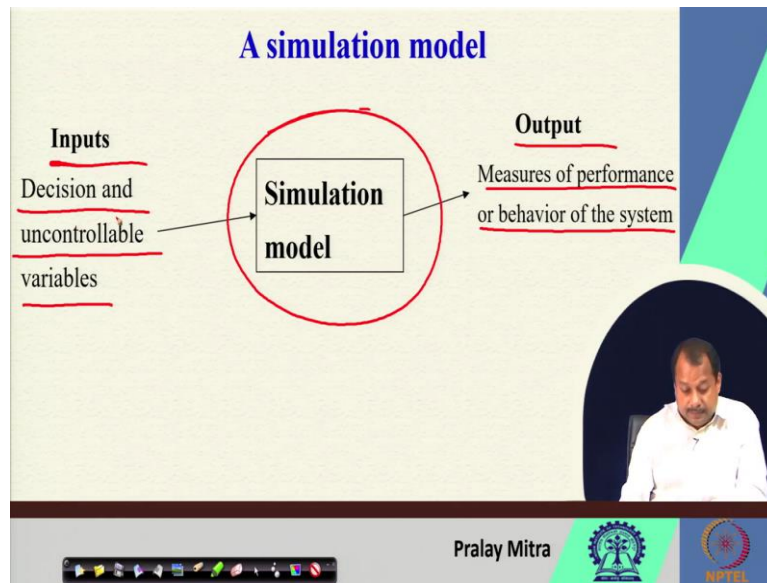 A simulation model
Inputs
Decision and
uncontrollable
variables
Simulation
model
Output
Measures of performance
or behavior of the system
Pralay Mitra
NPTEL